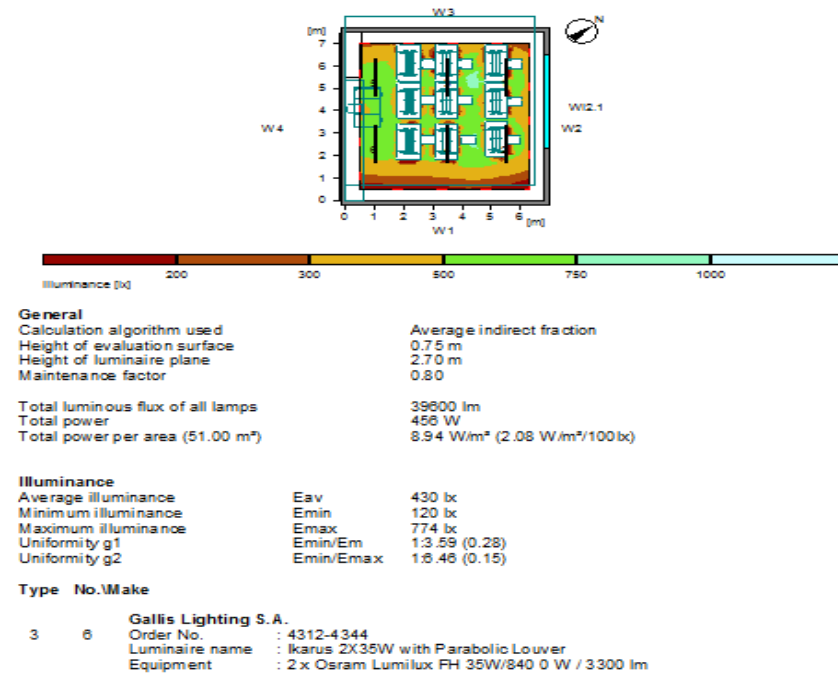 W3
N
[m]
7
6
5
4
3
2
1
0
W4
WI2.1
W2
0 1 2 3 4 5 6 [m]
W1
200 300 500 750 1000
Illuminance [lx]
General
Calculation algorithm used Average indirect fraction
Height of evaluation surface 0.75 m
Height of luminaire plane 2.70 m
Maintenance factor 0.80
Total luminous flux of all lamps 39600 lm
Total power 456 W
Total power per area (51.00 m²) 8.94 W/m² (2.08 W/m²/100lx)
Illuminance
Average illuminance Eav 430 lx
Minimum illuminance Emin 120 lx
Maximum illuminance Emax 774 lx
Uniformity g1 Emin/Em 1:3.59 (0.28)
Uniformity g2 Emin/Emax 1:6.46 (0.15)
Type No.\Make
Gallis Lighting S.A.
3 6 Order No. : 4312-4344
Luminaire name : Ikarus 2X35W with Parabolic Louver
Equipment : 2 x Osram Lumilux FH 35W/840 0 W / 3300 lm